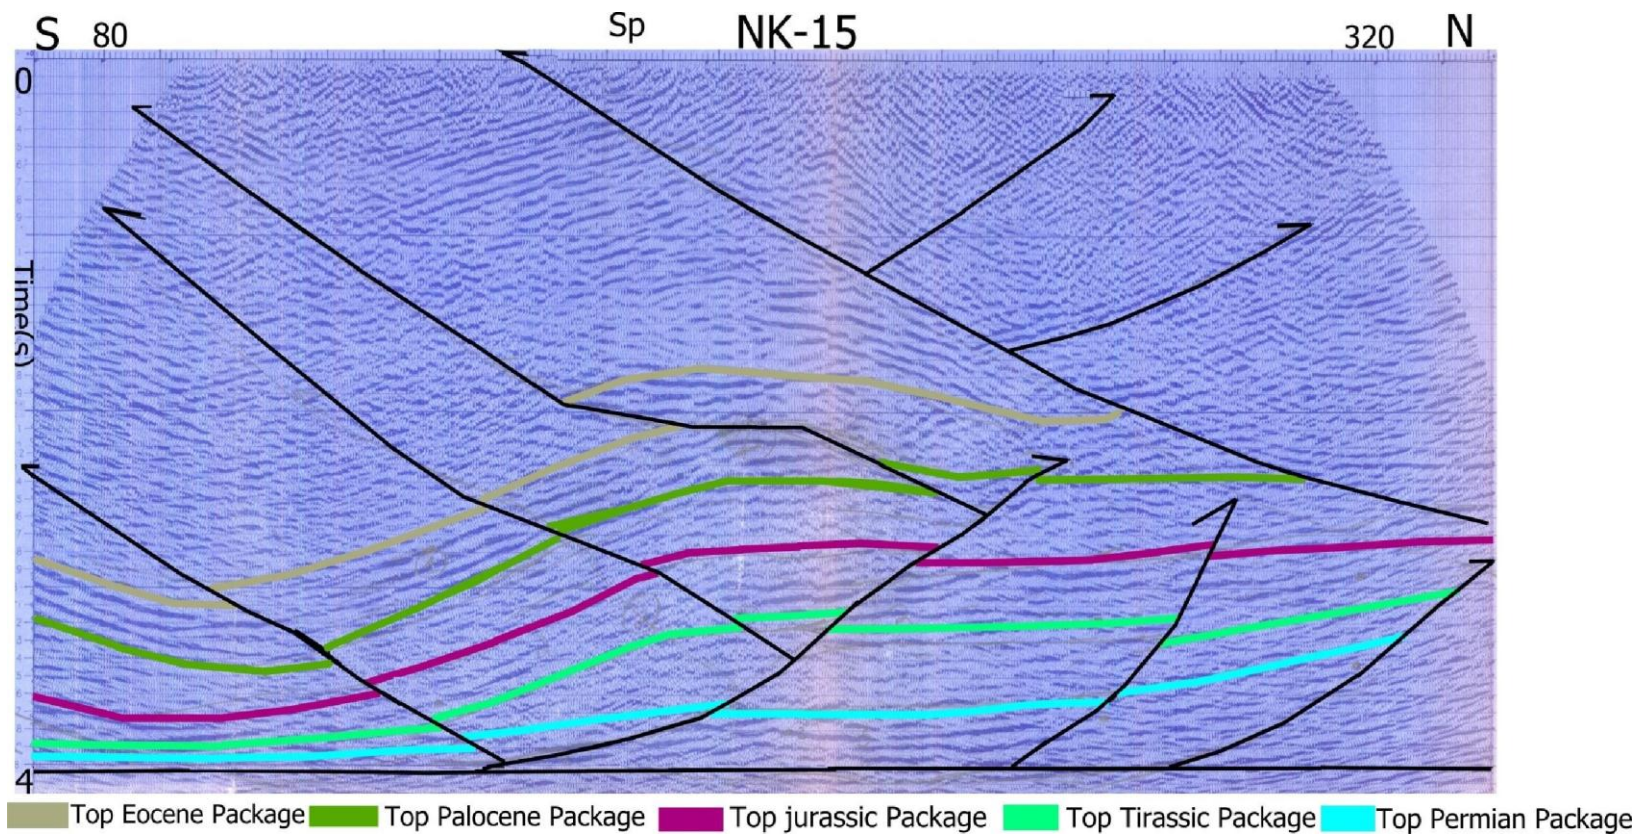 S 80 Sp NK-15 320 N
0
Time(s)
4
Top Eocene Package Top Palocene Package Top jurassic Package Top Tirassic Package Top Permian Package